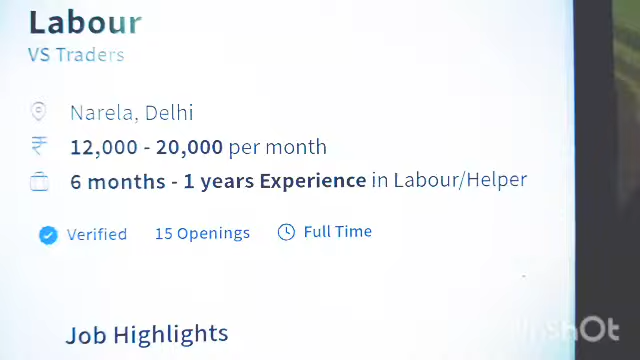 Labour
VS Traders
Narela, Delhi
₹ 12,000 - 20,000 per month
6 months - 1 years Experience in Labour/Helper
Verified 15 Openings Full Time
Job Highlights